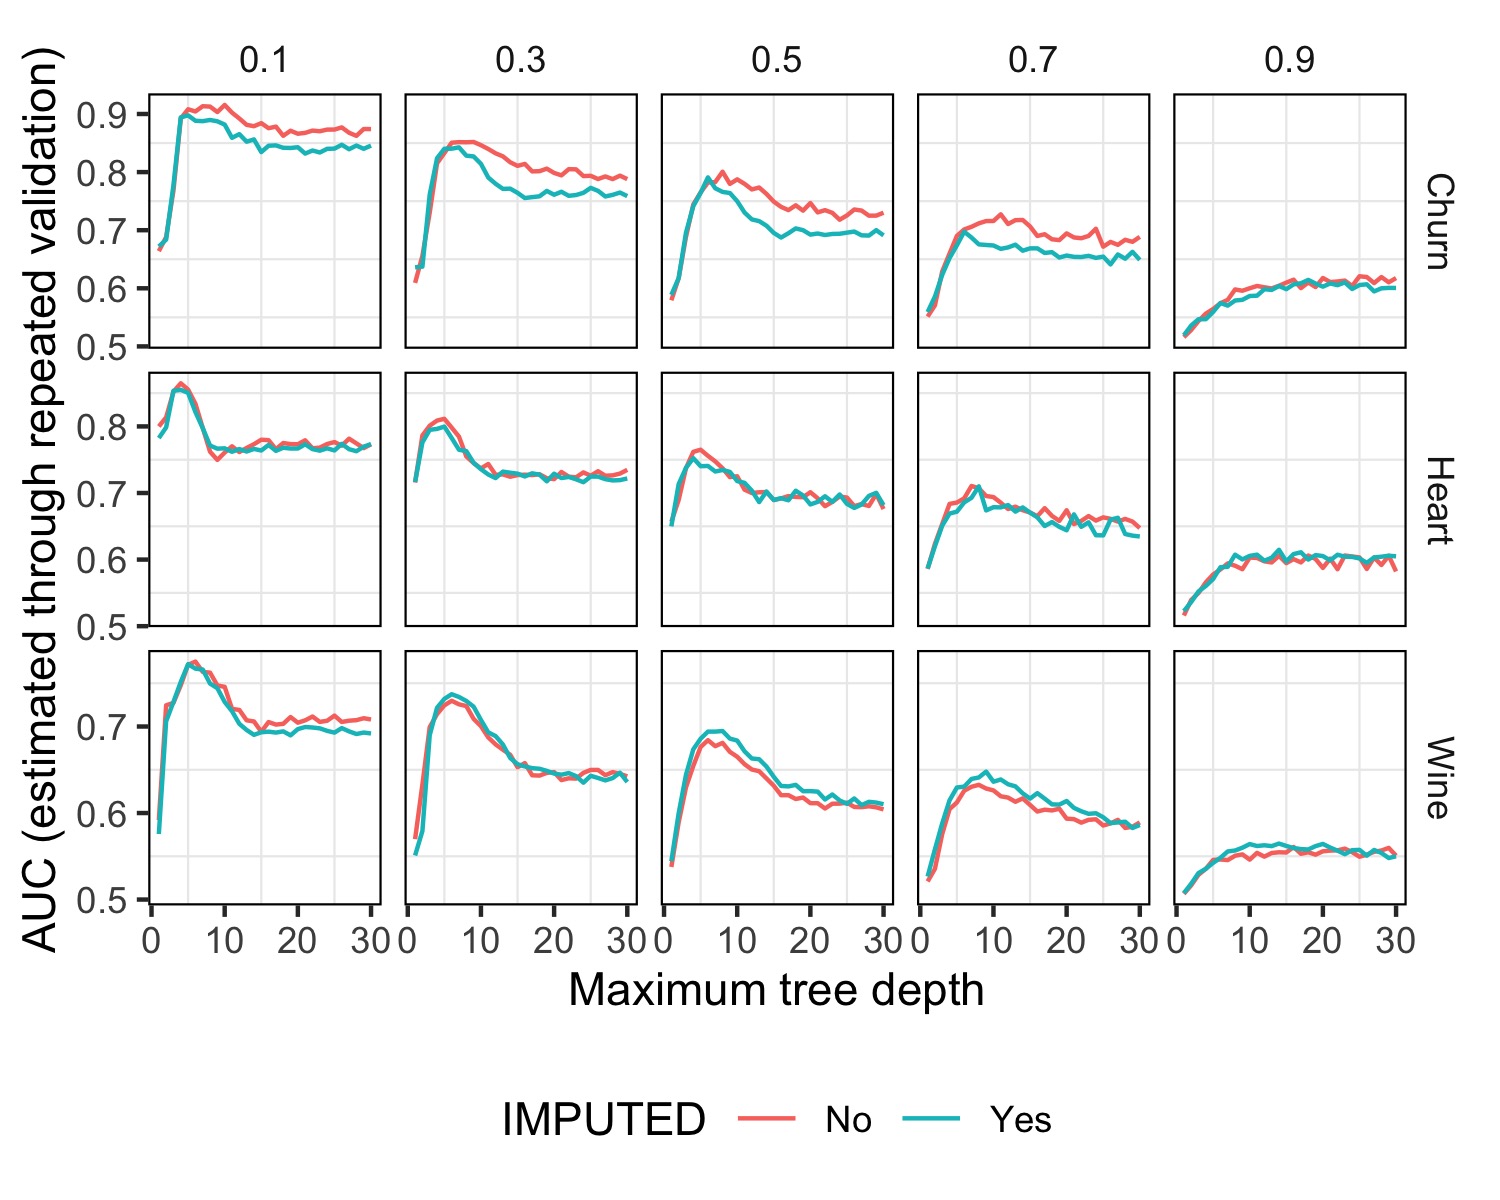 0.1 0.3 0.5 0.7 0.9
AUC (estimated through repeated validation)
0.9
0.8
0.7
0.6
0.5
Churn
0.8
0.7
0.6
0.5
Heart
0.7
0.6
0.5
Wine
0 10 20 30 0 10 20 30 0 10 20 30 0 10 20 30 0 10 20 30
Maximum tree depth
IMPUTED No Yes